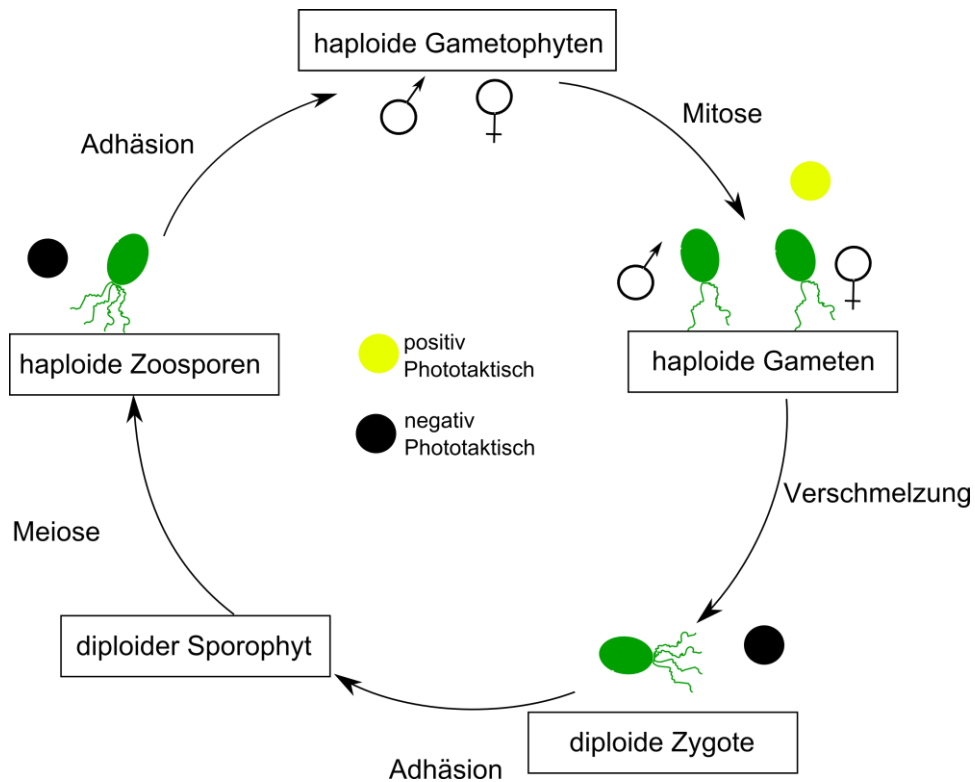 haploide Gametophyten
Mitose
Adhäsion
haploide Zoosporen
haploide Gameten
positiv
Phototaktisch
negativ
Phototaktisch
Verschmelzung
Meiose
diploider Sporophyt
diploide Zygote
Adhäsion